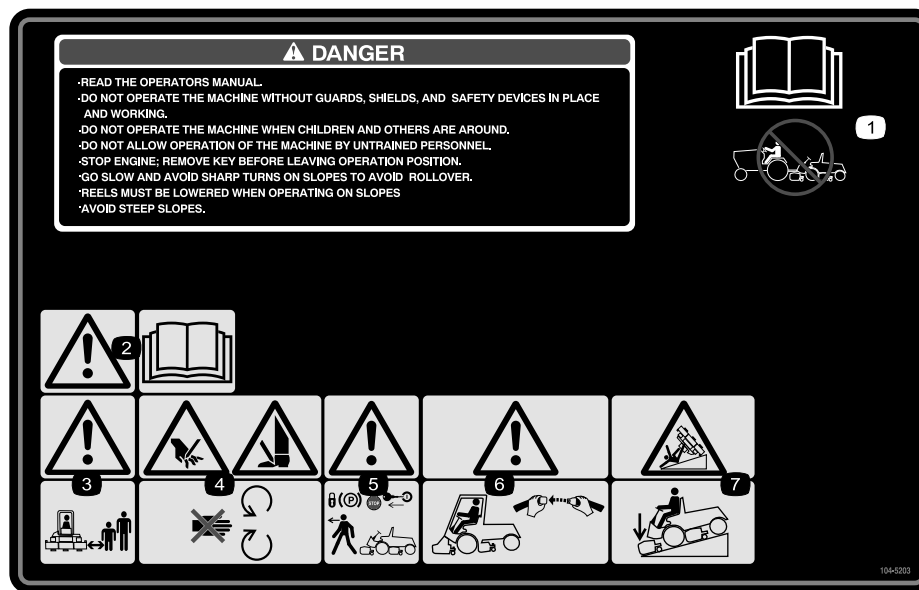 DANGER
·READ THE OPERATORS MANUAL.
·DO NOT OPERATE THE MACHINE WITHOUT GUARDS, SHIELDS, AND SAFETY DEVICES IN PLACE
AND WORKING.
·DO NOT OPERATE THE MACHINE WHEN CHILDREN AND OTHERS ARE AROUND.
·DO NOT ALLOW OPERATION OF THE MACHINE BY UNTRAINED PERSONNEL.
·STOP ENGINE; REMOVE KEY BEFORE LEAVING OPERATION POSITION.
·GO SLOW AND AVOID SHARP TURNS ON SLOPES TO AVOID ROLLOVER.
·REELS MUST BE LOWERED WHEN OPERATING ON SLOPES
·AVOID STEEP SLOPES.
1
2
3
4
5
6
7
(P) STOP
104-5203